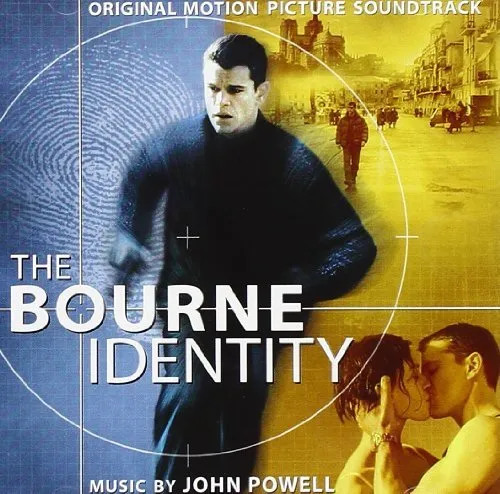 ORIGINAL MOTION PICTURE SOUNDTRACK
THE
BOURNE
IDENTITY
MUSIC BY JOHN POWELL